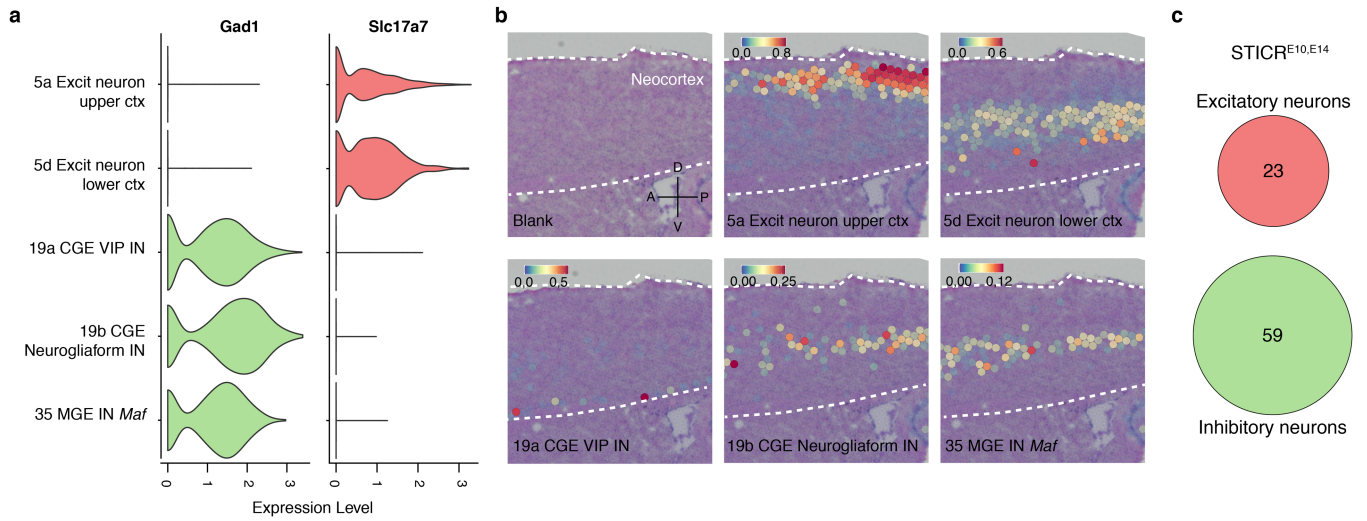 a
Gad1
Slc17a7
5a Excit neuron
upper ctx
5d Excit neuron
lower ctx
19a CGE VIP IN
19b CGE
Neurogliaform IN
35 MGE IN Maf
0 1 2 3
0 1 2 3
Expression Level
b
Neocortex
D
A P
V
Blank
0.0 0.8
5a Excit neuron upper ctx
0.0 0.6
5d Excit neuron lower ctx
0.0 0.5
19a CGE VIP IN
0.00 0.25
19b CGE Neurogliaform IN
0.00 0.12
35 MGE IN Maf
c
STICR^E10,E14
Excitatory neurons
23
59
Inhibitory neurons